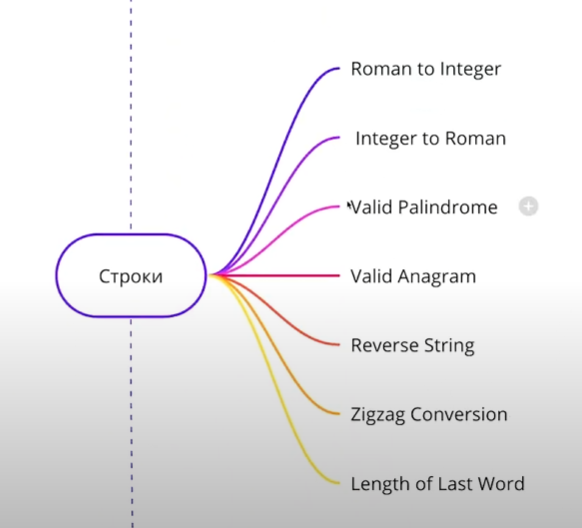 Roman to Integer
Integer to Roman
Valid Palindrome
Строки
Valid Anagram
Reverse String
Zigzag Conversion
Length of Last Word